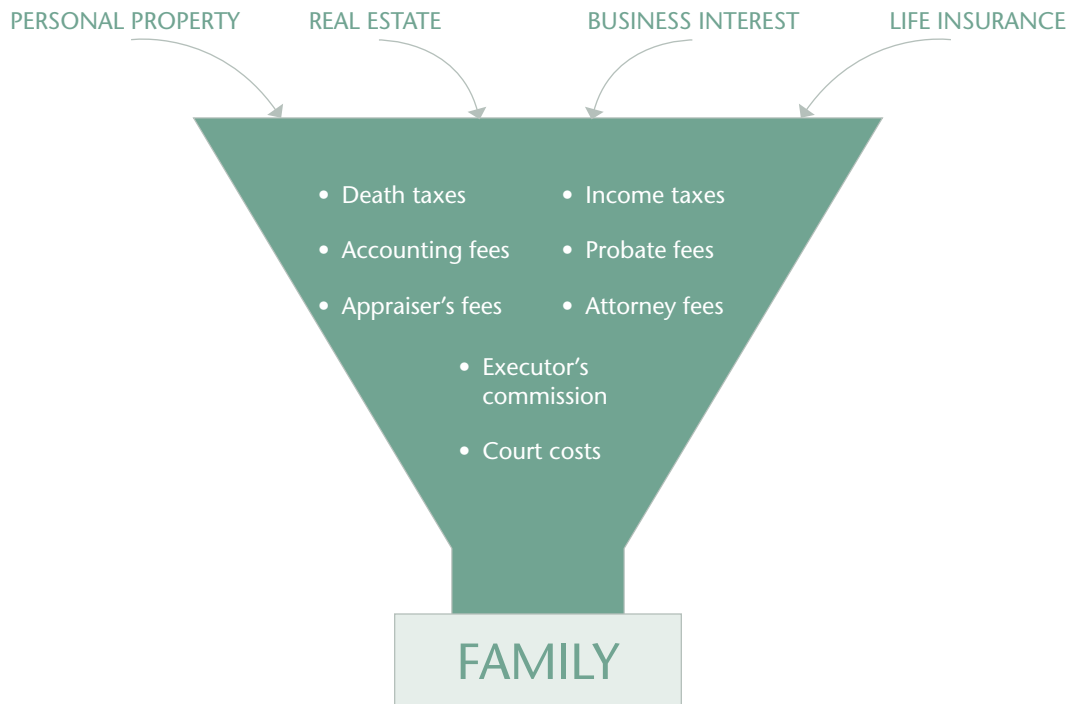 PERSONAL PROPERTY REAL ESTATE BUSINESS INTEREST LIFE INSURANCE
• Death taxes • Income taxes
• Accounting fees • Probate fees
• Appraiser’s fees • Attorney fees
• Executor’s
commission
• Court costs
FAMILY